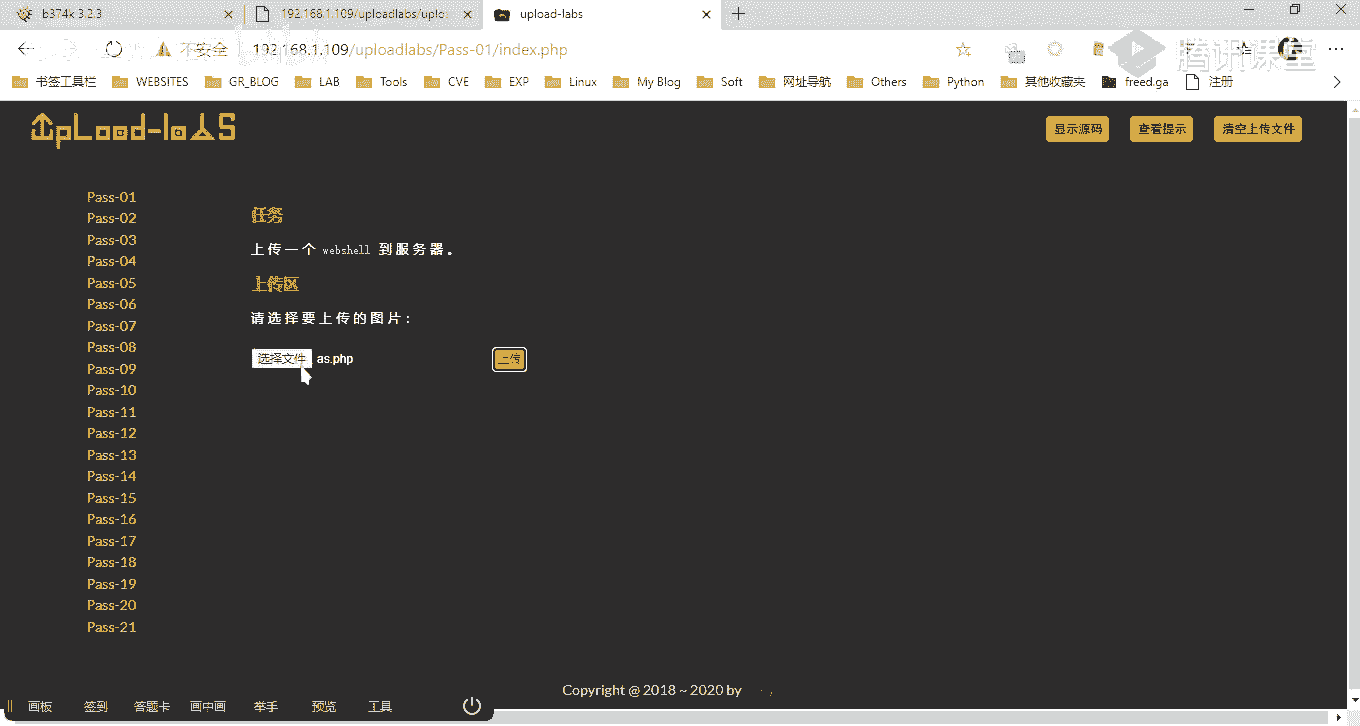 b374k 3.2.3
192.168.1.109/uploadlabs/uplo
upload-labs
不安全 192.168.1.109/uploadlabs/Pass-01/index.php
腾讯课堂
书签工具栏 WEBSITES GR_BLOG LAB Tools CVE EXP Linux My Blog Soft 网址导航 Others Python 其他收藏夹 freed.ga 注册
UpLoad-labS
显示源码 查看提示 清空上传文件
Pass-01
Pass-02
Pass-03
Pass-04
Pass-05
Pass-06
Pass-07
Pass-08
Pass-09
Pass-10
Pass-11
Pass-12
Pass-13
Pass-14
Pass-15
Pass-16
Pass-17
Pass-18
Pass-19
Pass-20
Pass-21
任务
上传一个 webshell 到服务器。
上传区
请选择要上传的图片：
选择文件 as.php 上传
Copyright @ 2018 ~ 2020 by
画板 签到 答题卡 画中画 举手 预览 工具